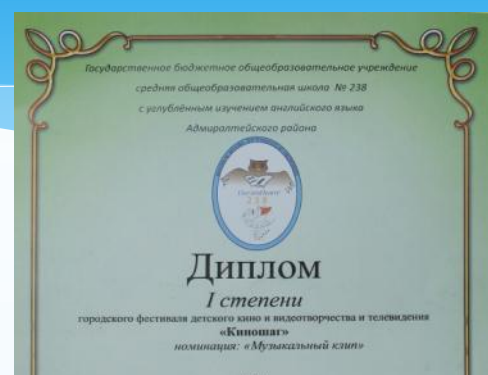 Государственное бюджетное общеобразовательное учреждение
средняя общеобразовательная школа № 238
с углублённым изучением английского языка
Адмиралтейского района
238
Диплом
I степени
городского фестиваля детского кино и видеотворчества и телевидения
«Киношаг»
номинация: «Музыкальный клип»